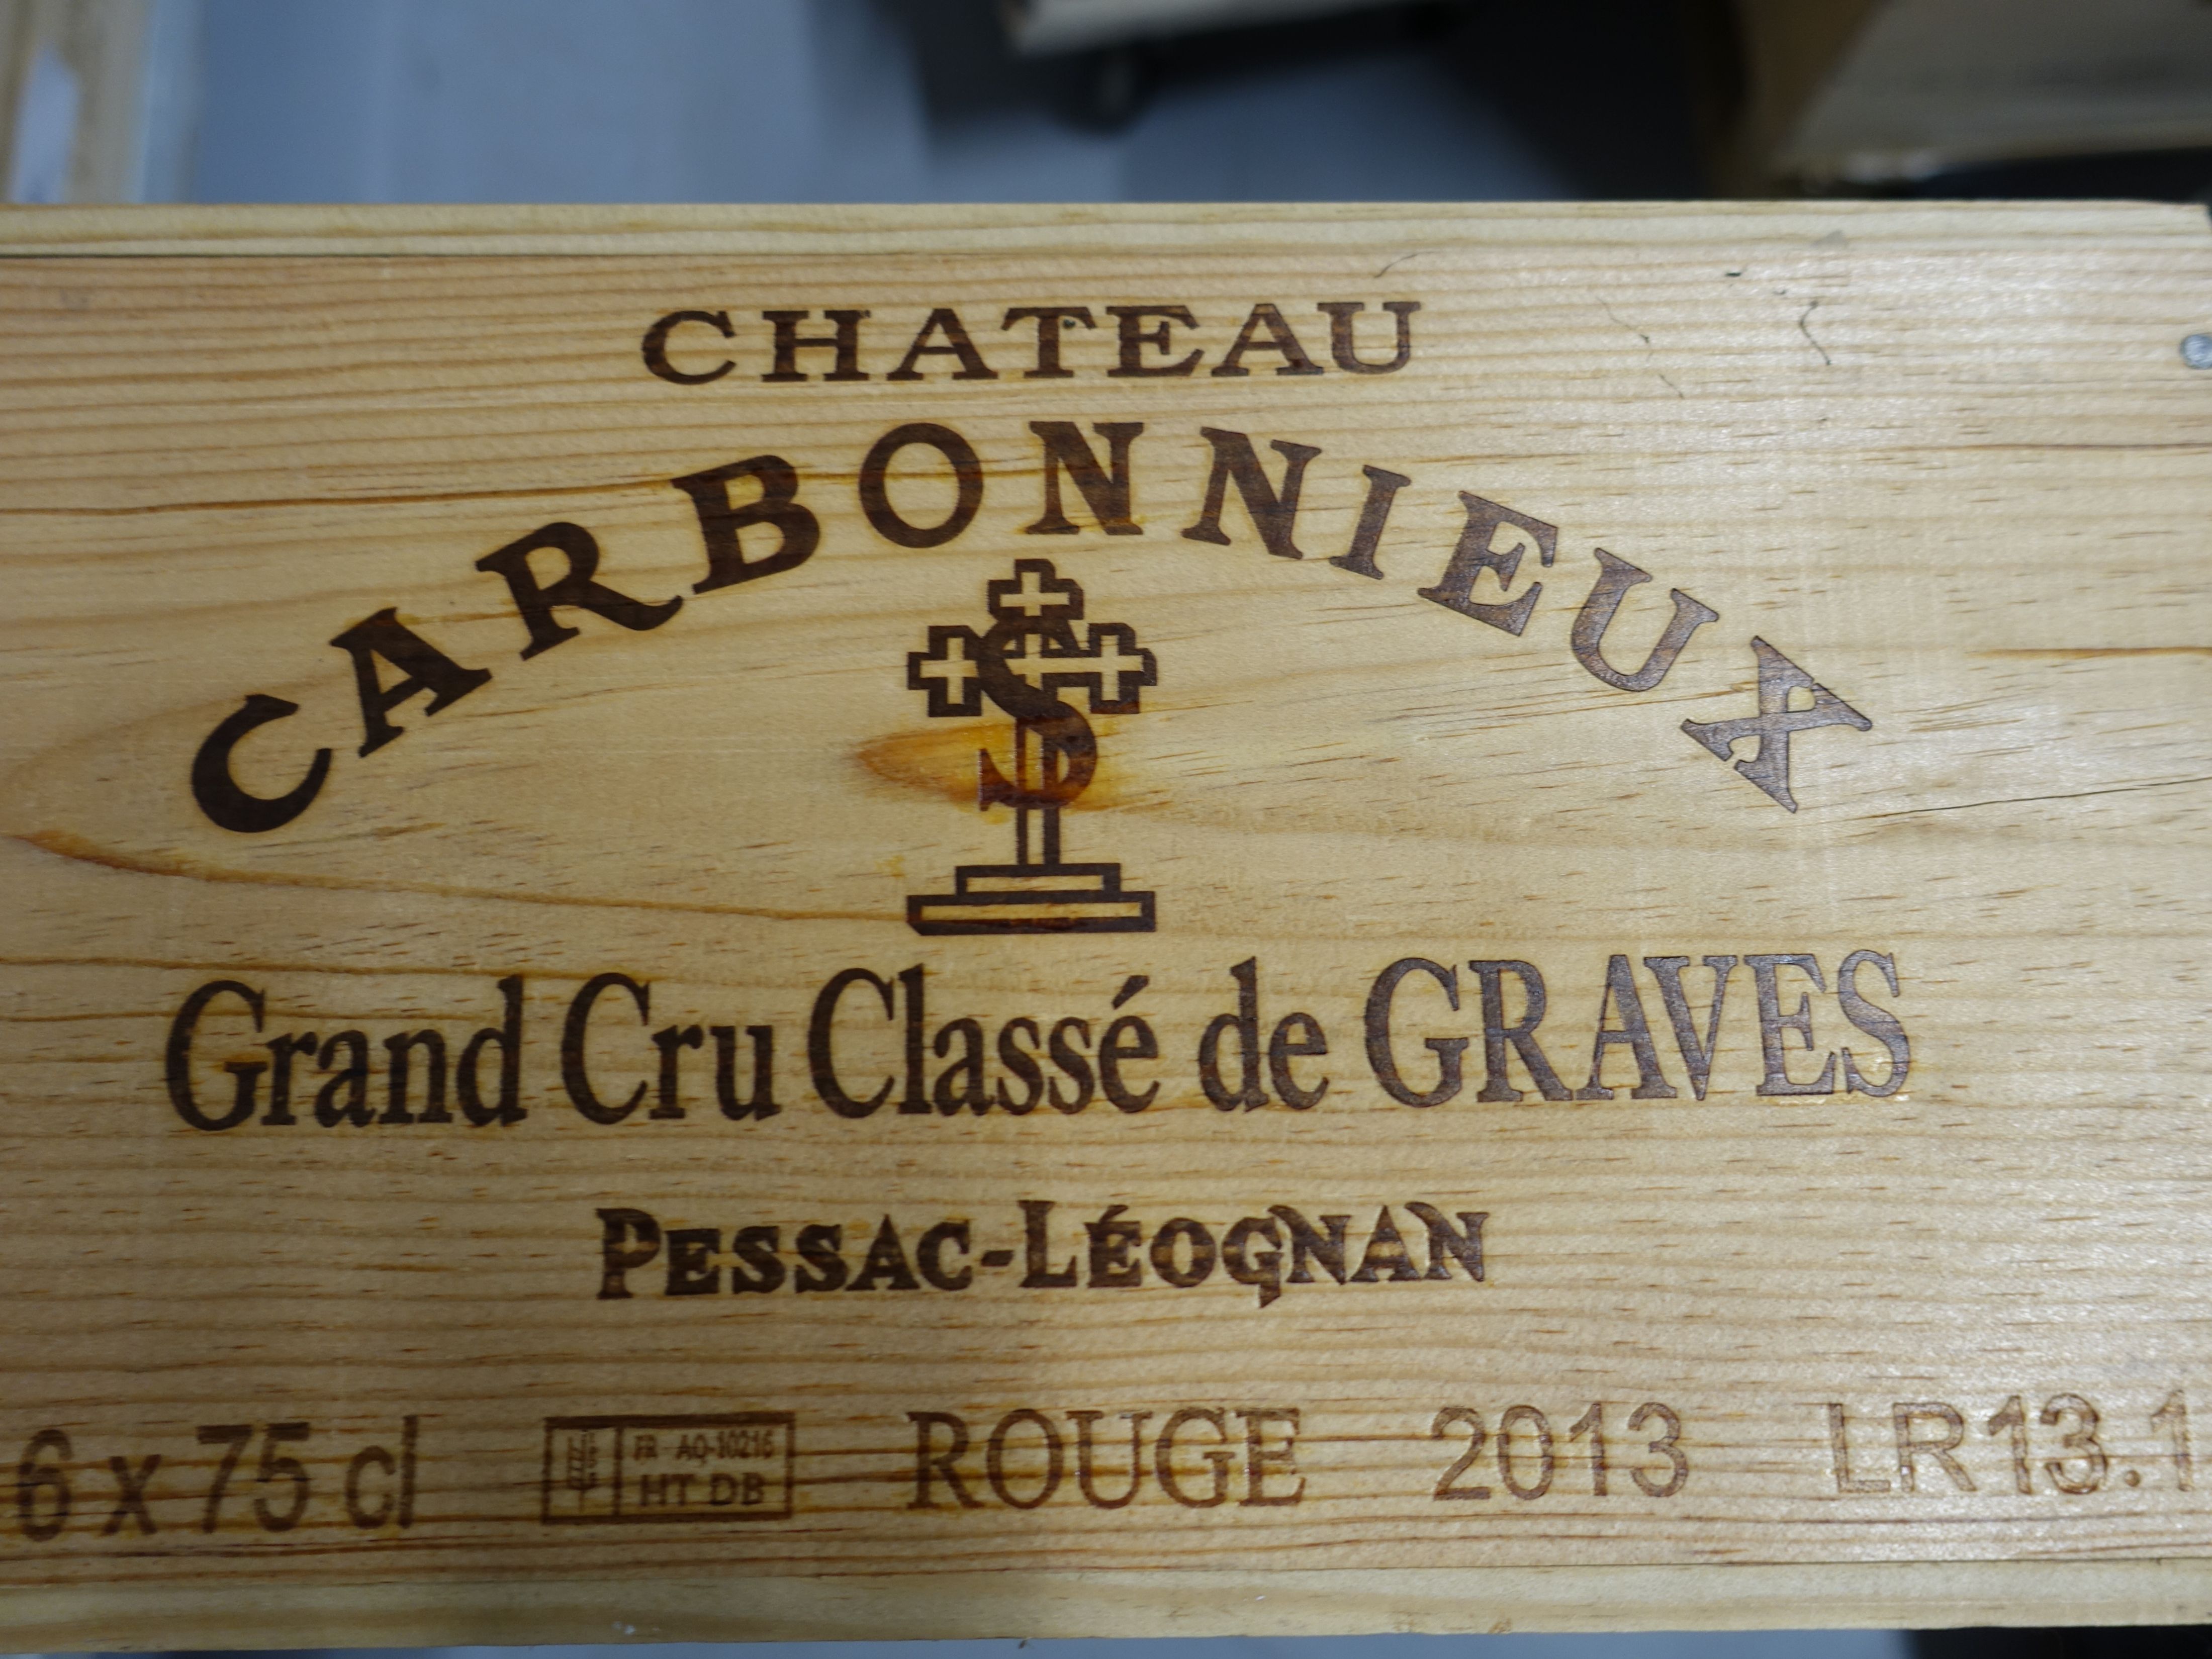 CHATEAU
CARBONNIEUX
S
Grand Cru Classé de GRAVES
PESSAC-LÉOGNAN
6 x 75 cl FR AQ-10216 ROUGE 2013 LR13.1
HT DB